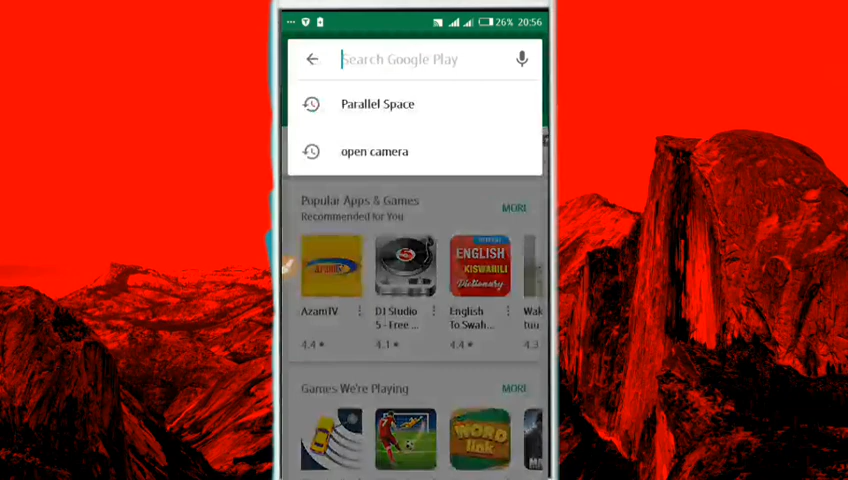 26% 20:56
Search Google Play
Parallel Space
open camera
Popular Apps & Games
Recommended for You
MORE
AzamTV
DJ Studio
5 - Free ...
English
To Swah...
Wak
tuu
ENGLISH
KISWAHILI
Dictionary
4.4
4.1
4.4
4.3
Games We're Playing
MORE
WORD
link